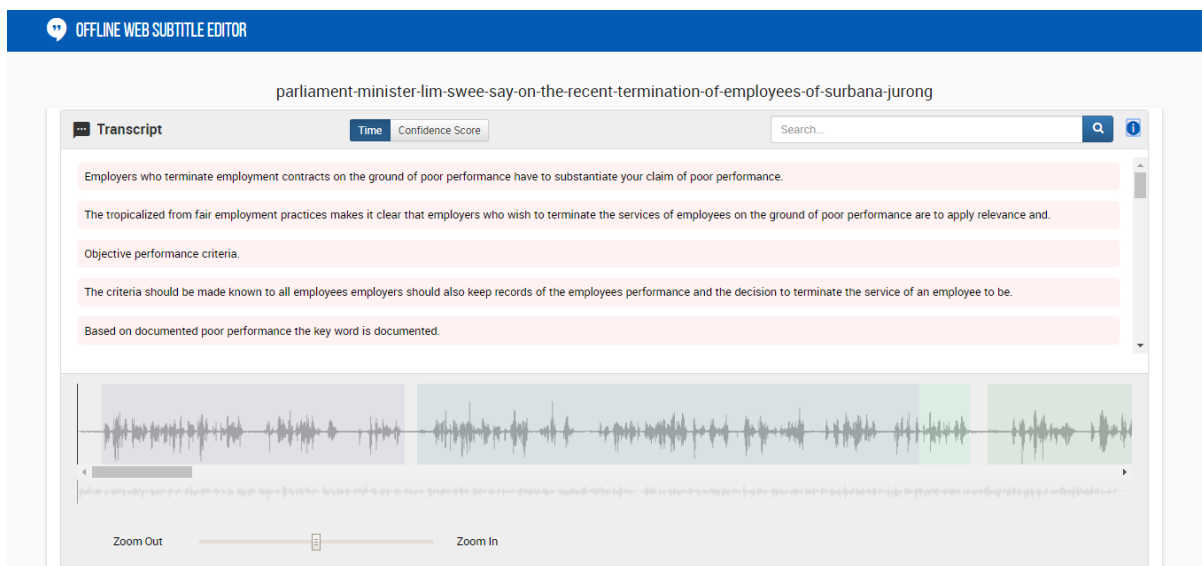 OFFLINE WEB SUBTITLE EDITOR
parliament-minister-lim-swee-say-on-the-recent-termination-of-employees-of-surbana-jurong
Transcript
Time Confidence Score
Search...
Employers who terminate employment contracts on the ground of poor performance have to substantiate your claim of poor performance.
The tropicalized from fair employment practices makes it clear that employers who wish to terminate the services of employees on the ground of poor performance are to apply relevance and.
Objective performance criteria.
The criteria should be made known to all employees employers should also keep records of the employees performance and the decision to terminate the service of an employee to be.
Based on documented poor performance the key word is documented.
Zoom Out Zoom In